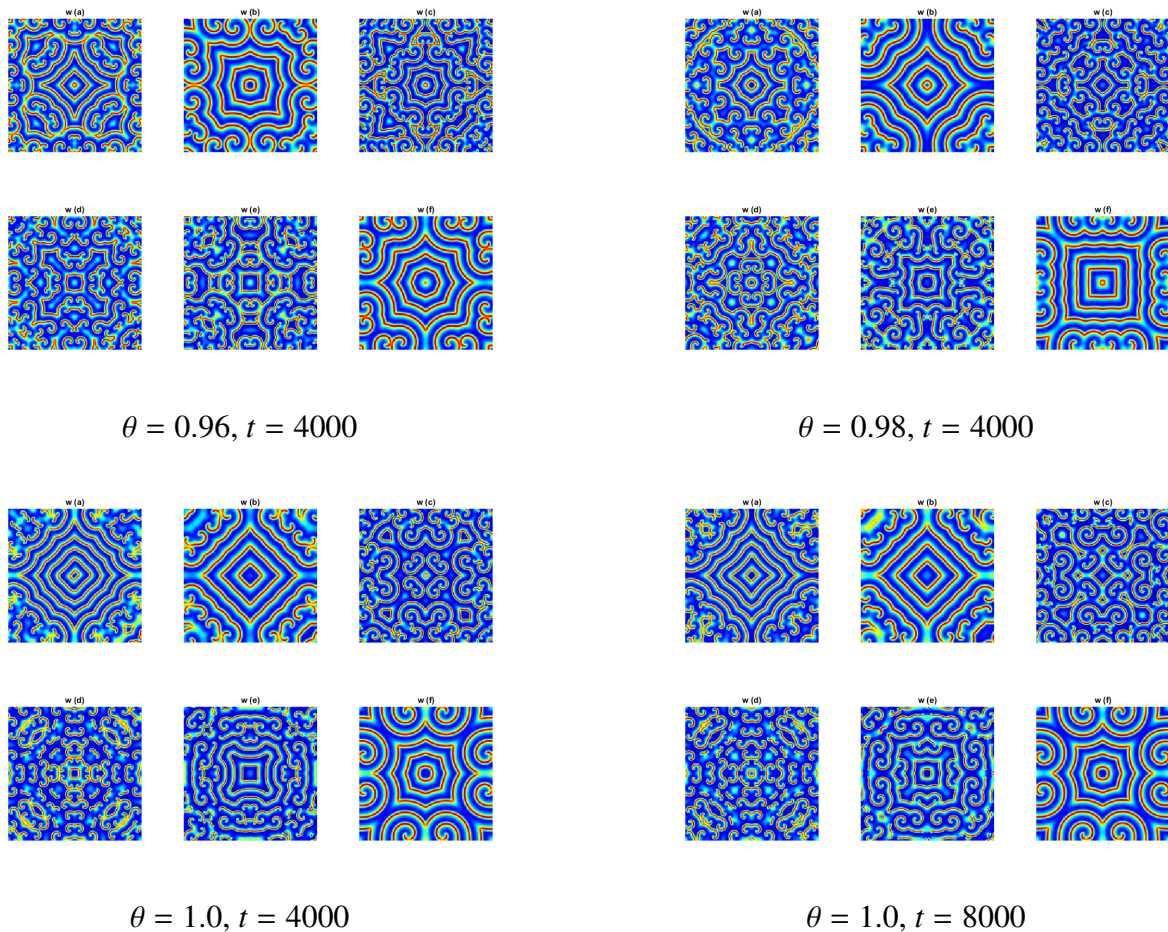 w (a) w (b) w (c) w (a) w (b) w (c)
w (d) w (e) w (f) w (d) w (e) w (f)
θ = 0.96, t = 4000 θ = 0.98, t = 4000
w (a) w (b) w (c) w (a) w (b) w (c)
w (d) w (e) w (f) w (d) w (e) w (f)
θ = 1.0, t = 4000 θ = 1.0, t = 8000